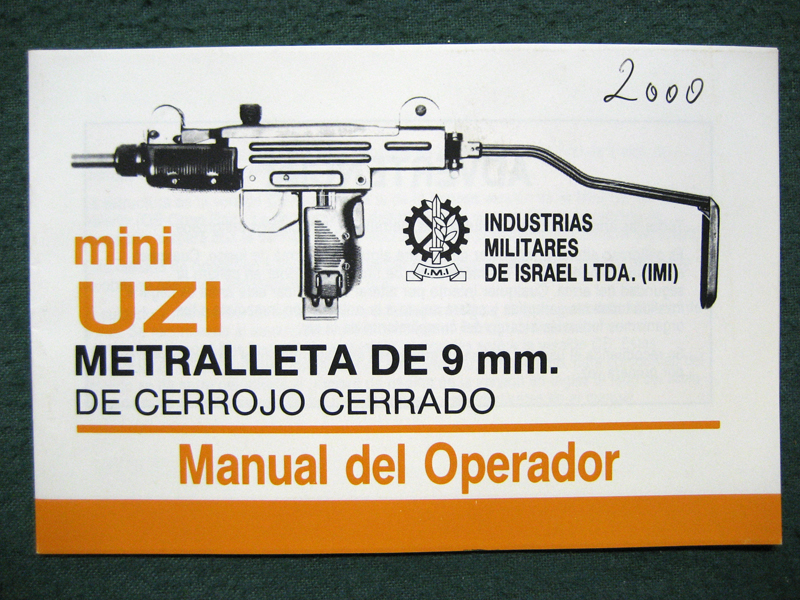 2000
INDUSTRIAS
MILITARES
DE ISRAEL LTDA. (IMI)
I.M.I
mini
UZI
METRALLETA DE 9 mm.
DE CERROJO CERRADO
Manual del Operador